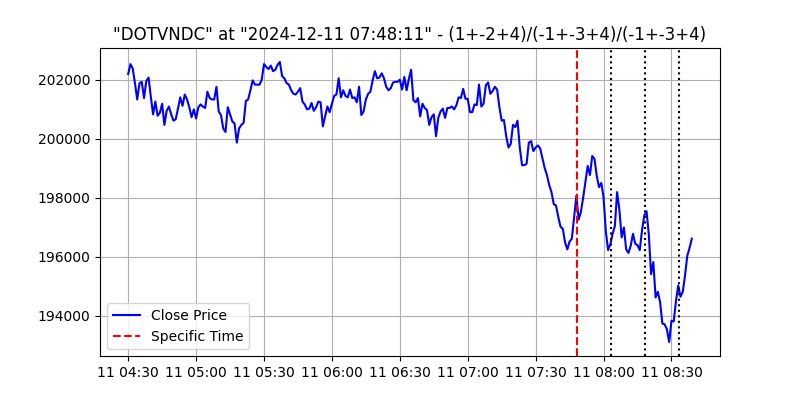 "DOTVNDC" at "2024-12-11 07:48:11" - (1+-2+4)/(-1+-3+4)/(-1+-3+4)
202000
200000
198000
196000
194000
Close Price
Specific Time
11 04:30 11 05:00 11 05:30 11 06:00 11 06:30 11 07:00 11 07:30 11 08:00 11 08:30